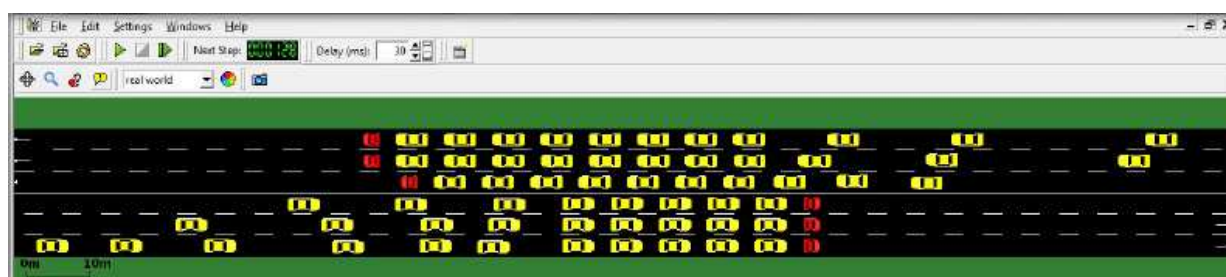 File Edit Settings Windows Help
Next Step: Delay (ms): 30
real world
0m 10m